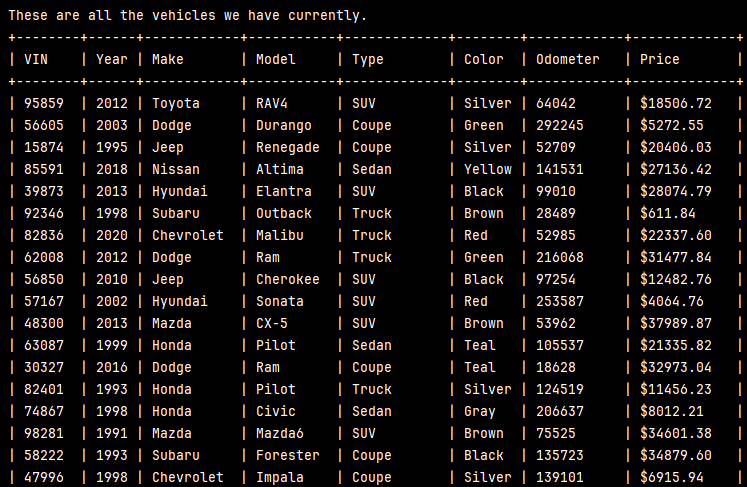 These are all the vehicles we have currently.
+--------+------+------------+-----------+-------------+--------+------------+-------------+
| VIN    | Year | Make       | Model     | Type        | Color  | Odometer   | Price       |
+--------+------+------------+-----------+-------------+--------+------------+-------------+
| 95859  | 2012 | Toyota     | RAV4      | SUV         | Silver | 64042      | $18506.72   |
| 56605  | 2003 | Dodge      | Durango   | Coupe       | Green  | 292245     | $5272.55    |
| 15874  | 1995 | Jeep       | Renegade  | Coupe       | Silver | 52709      | $20406.03   |
| 85591  | 2018 | Nissan     | Altima    | Sedan       | Yellow | 141531     | $27136.42   |
| 39873  | 2013 | Hyundai    | Elantra   | SUV         | Black  | 99010      | $28074.79   |
| 92346  | 1998 | Subaru     | Outback   | Truck       | Brown  | 28489      | $611.84     |
| 82836  | 2020 | Chevrolet  | Malibu    | Truck       | Red    | 52985      | $22337.60   |
| 62008  | 2012 | Dodge      | Ram       | Truck       | Green  | 216068     | $31477.84   |
| 56850  | 2010 | Jeep       | Cherokee  | SUV         | Black  | 97254      | $12482.76   |
| 57167  | 2002 | Hyundai    | Sonata    | SUV         | Red    | 253587     | $4064.76    |
| 48300  | 2013 | Mazda      | CX-5      | SUV         | Brown  | 53962      | $37989.87   |
| 63087  | 1999 | Honda      | Pilot     | Sedan       | Teal   | 105537     | $21335.82   |
| 30327  | 2016 | Dodge      | Ram       | Coupe       | Teal   | 18628      | $32973.04   |
| 82401  | 1993 | Honda      | Pilot     | Truck       | Silver | 124519     | $11456.23   |
| 74867  | 1998 | Honda      | Civic     | Sedan       | Gray   | 206637     | $8012.21    |
| 98281  | 1991 | Mazda      | Mazda6    | SUV         | Brown  | 75525      | $34601.38   |
| 58222  | 1993 | Subaru     | Forester  | Coupe       | Black  | 135723     | $34879.60   |
| 47996  | 1998 | Chevrolet  | Impala    | Coupe       | Silver | 139101     | $6915.94    |